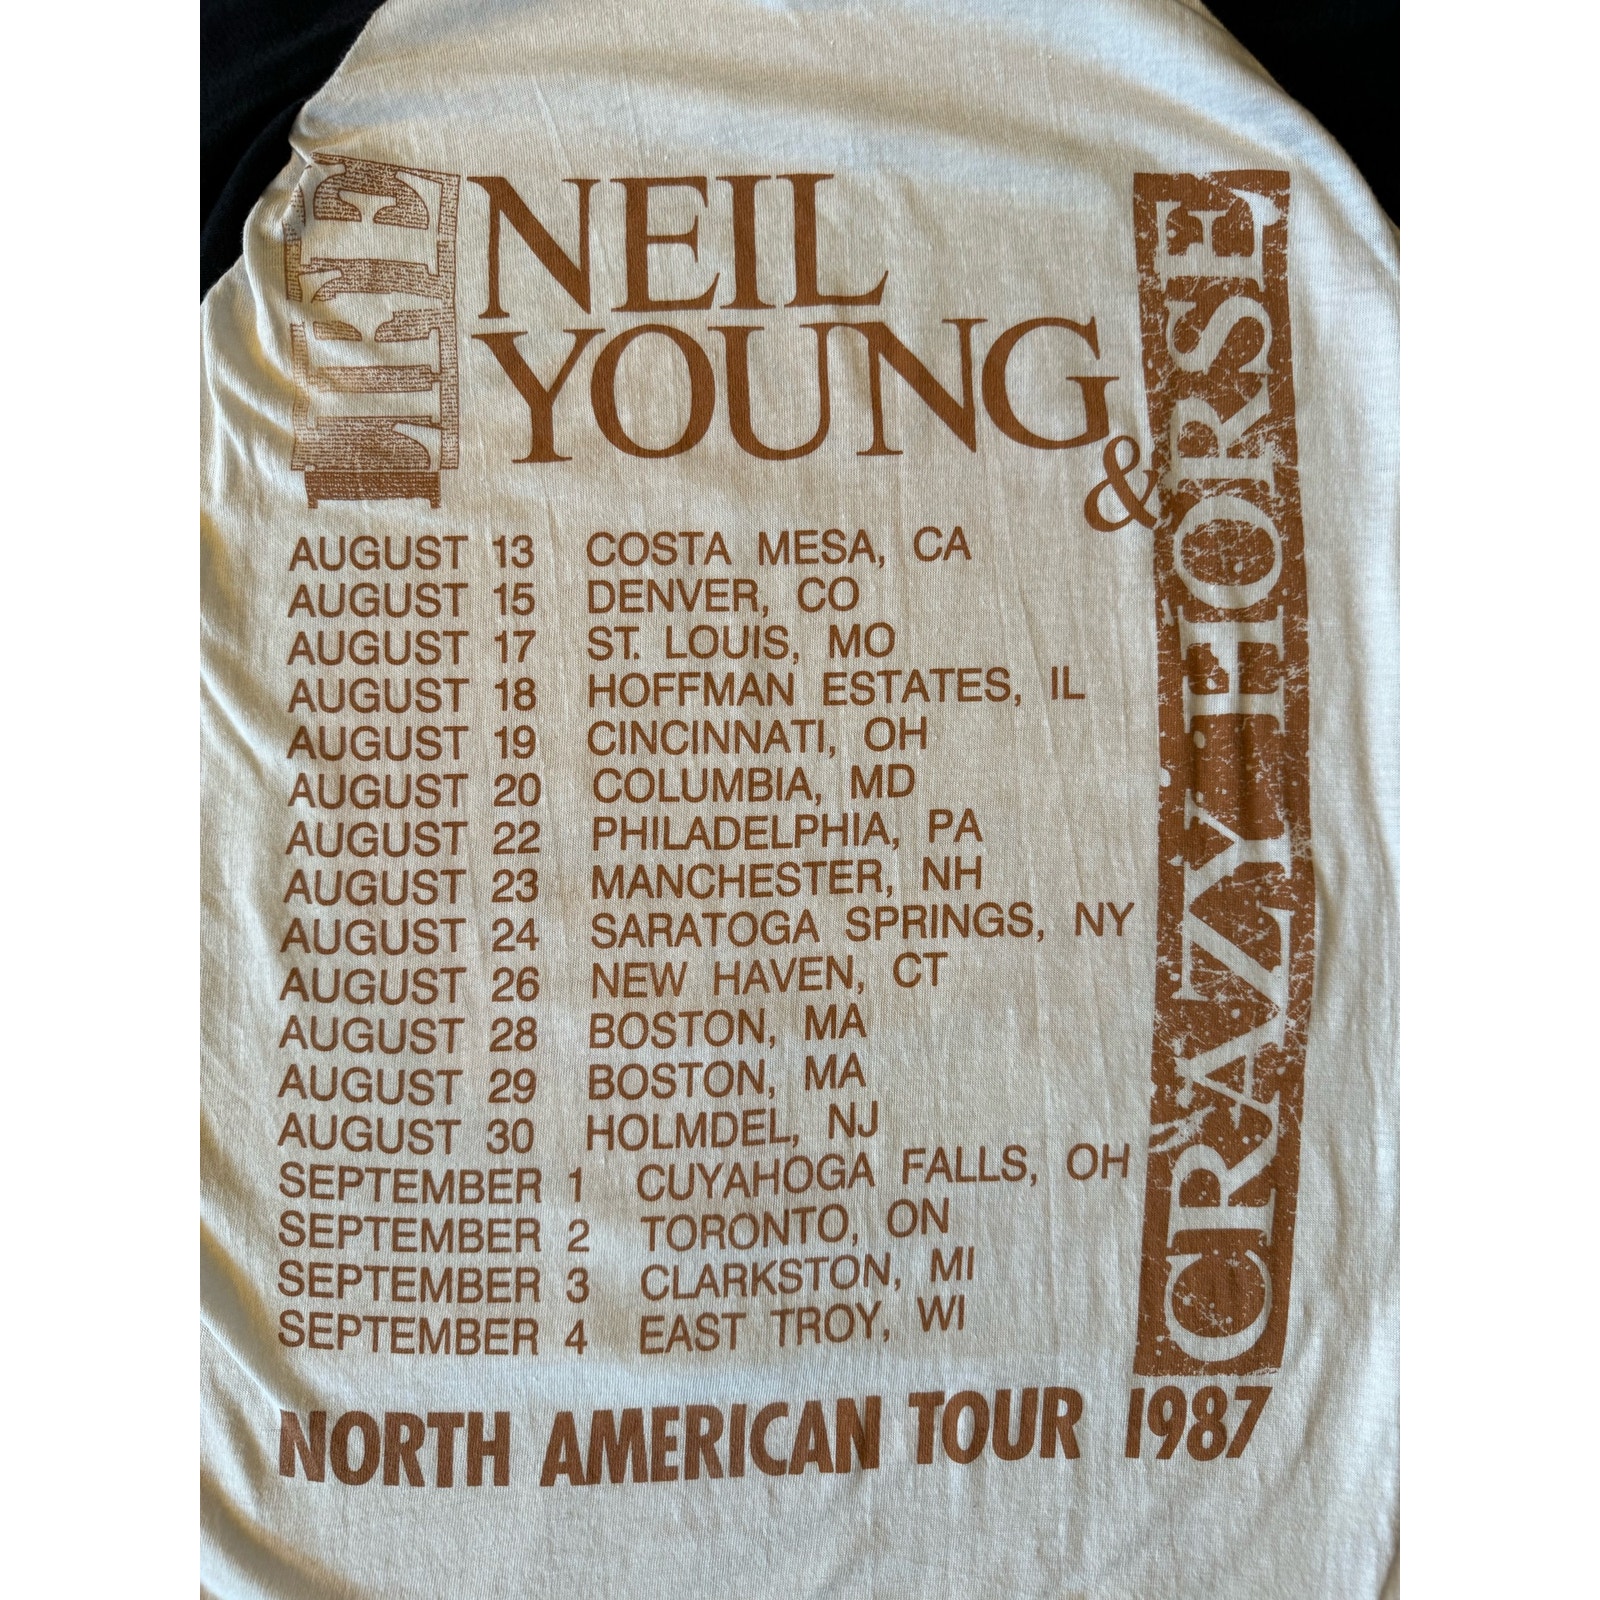 LIFE
NEIL
YOUNG
&
CRAZY HORSE
AUGUST 13 COSTA MESA, CA
AUGUST 15 DENVER, CO
AUGUST 17 ST. LOUIS, MO
AUGUST 18 HOFFMAN ESTATES, IL
AUGUST 19 CINCINNATI, OH
AUGUST 20 COLUMBIA, MD
AUGUST 22 PHILADELPHIA, PA
AUGUST 23 MANCHESTER, NH
AUGUST 24 SARATOGA SPRINGS, NY
AUGUST 26 NEW HAVEN, CT
AUGUST 28 BOSTON, MA
AUGUST 29 BOSTON, MA
AUGUST 30 HOLMDEL, NJ
SEPTEMBER 1 CUYAHOGA FALLS, OH
SEPTEMBER 2 TORONTO, ON
SEPTEMBER 3 CLARKSTON, MI
SEPTEMBER 4 EAST TROY, WI
NORTH AMERICAN TOUR 1987